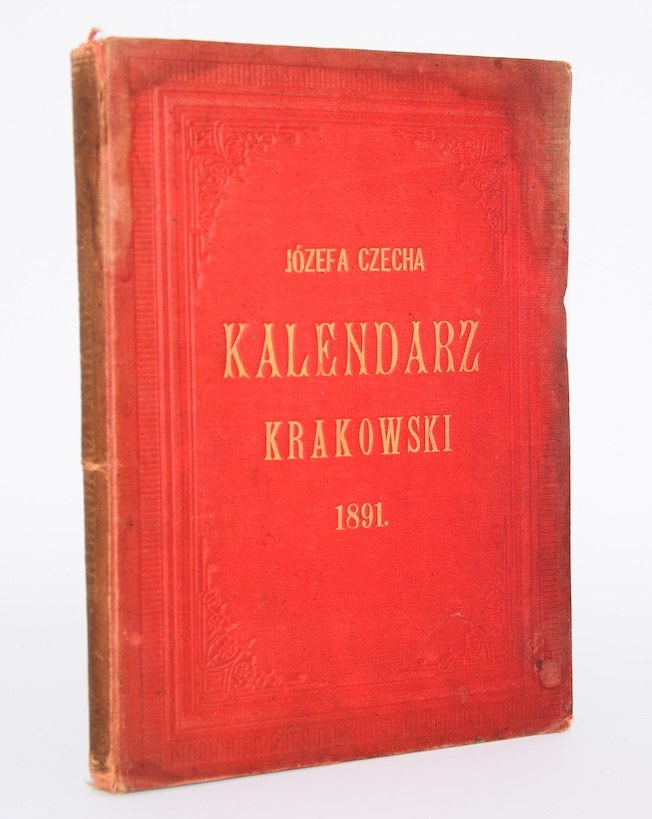 JÓZEFA CZECHA
KALENDARZ
KRAKOWSKI
1891.